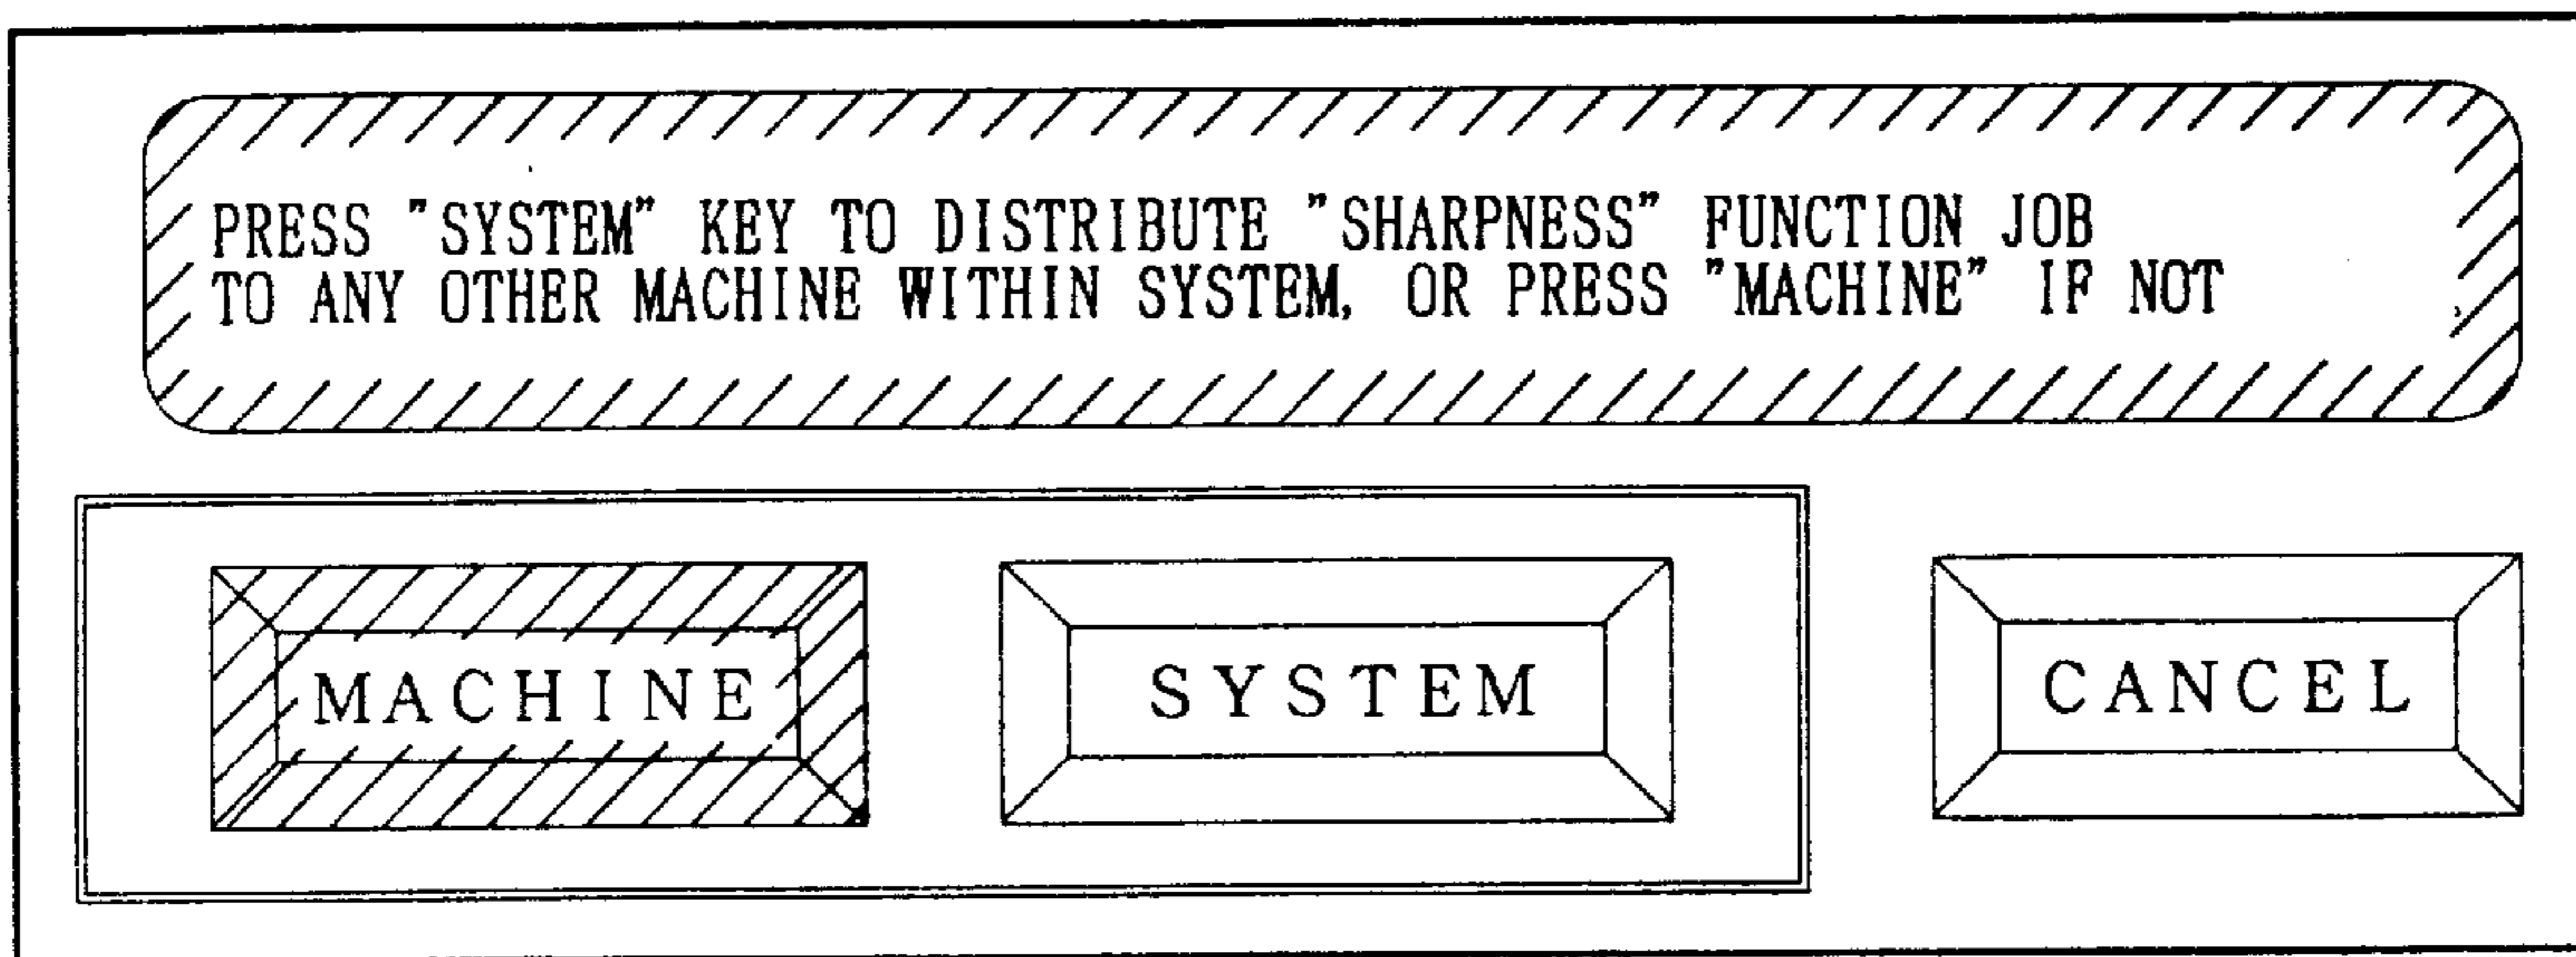 PRESS "SYSTEM" KEY TO DISTRIBUTE "SHARPNESS" FUNCTION JOB
TO ANY OTHER MACHINE WITHIN SYSTEM, OR PRESS "MACHINE" IF NOT
MACHINE
SYSTEM
CANCEL